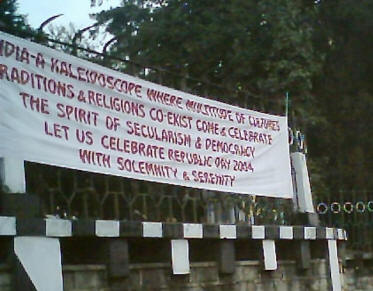 NDIA-A KALEIDOSCOPE WHERE MULTITUDE OF CULTURES
TRADITIONS & RELIGIONS CO-EXIST COME & CELEBRATE
THE SPIRIT OF SECULARISM & DEMOCRACY
LET US CELEBRATE REPUBLIC DAY 2004
WITH SOLEMNITY & SERENITY